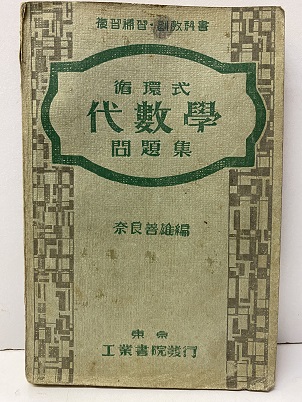 復習補習・副教科書
循環式
代數學
問題集
奈良善雄編
東京
工業書院發行